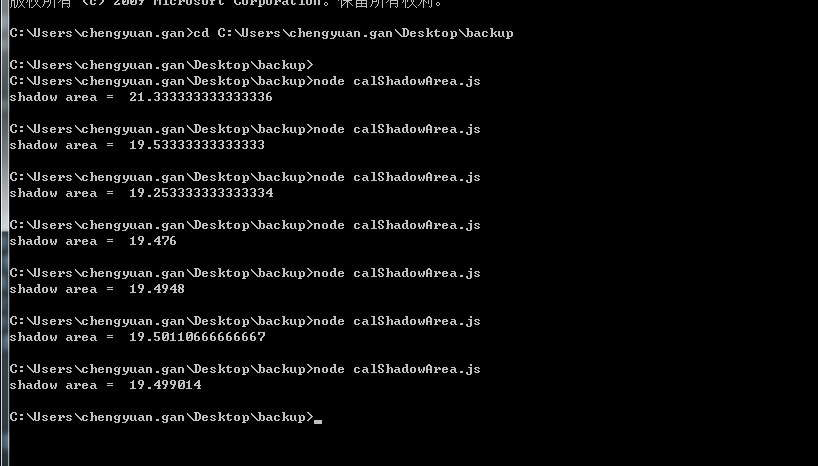 版权所有 (c) 2009 Microsoft Corporation。保留所有权利。
C:\Users\chengyuan.gan>cd C:\Users\chengyuan.gan\Desktop\backup
C:\Users\chengyuan.gan\Desktop\backup>
C:\Users\chengyuan.gan\Desktop\backup>node calShadowArea.js
shadow area =  21.333333333333336
C:\Users\chengyuan.gan\Desktop\backup>node calShadowArea.js
shadow area =  19.53333333333333
C:\Users\chengyuan.gan\Desktop\backup>node calShadowArea.js
shadow area =  19.253333333333334
C:\Users\chengyuan.gan\Desktop\backup>node calShadowArea.js
shadow area =  19.476
C:\Users\chengyuan.gan\Desktop\backup>node calShadowArea.js
shadow area =  19.4948
C:\Users\chengyuan.gan\Desktop\backup>node calShadowArea.js
shadow area =  19.50110666666667
C:\Users\chengyuan.gan\Desktop\backup>node calShadowArea.js
shadow area =  19.499014
C:\Users\chengyuan.gan\Desktop\backup>